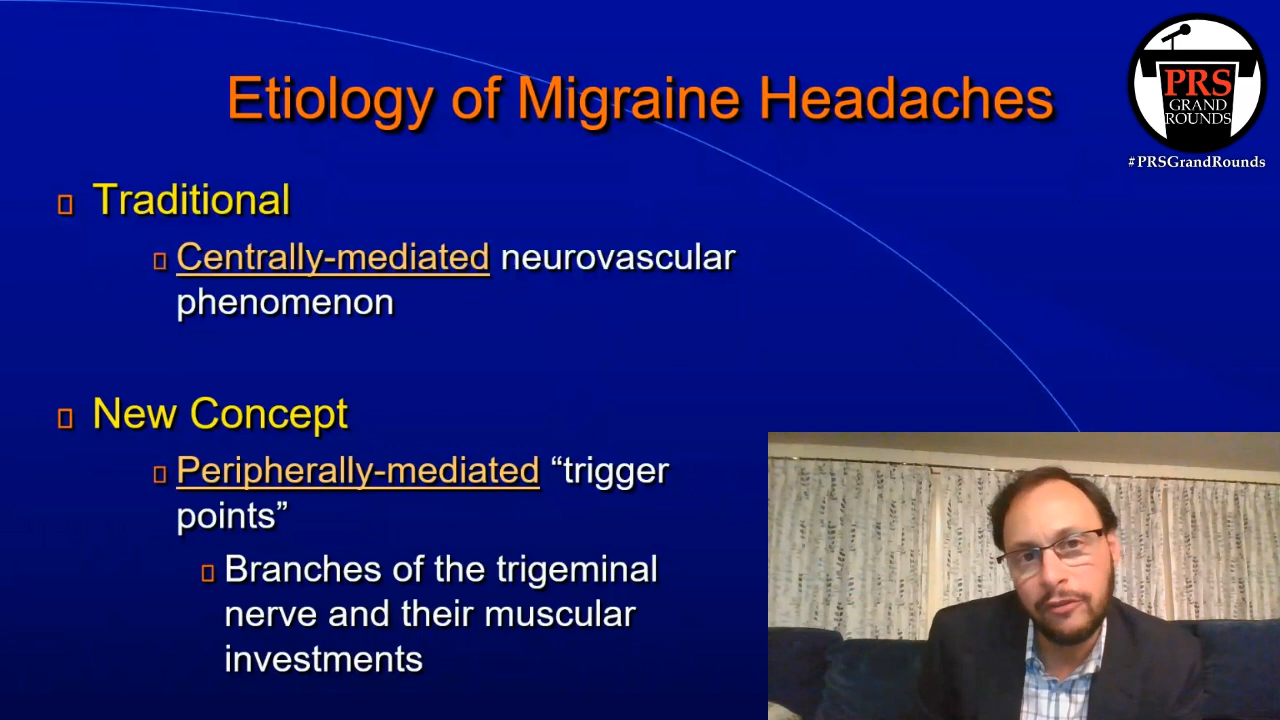 Etiology of Migraine Headaches
PRS
GRAND
ROUNDS
#PRSGrandRounds
Traditional
Centrally-mediated neurovascular
phenomenon
New Concept
Peripherally-mediated “trigger
points”
Branches of the trigeminal
nerve and their muscular
investments